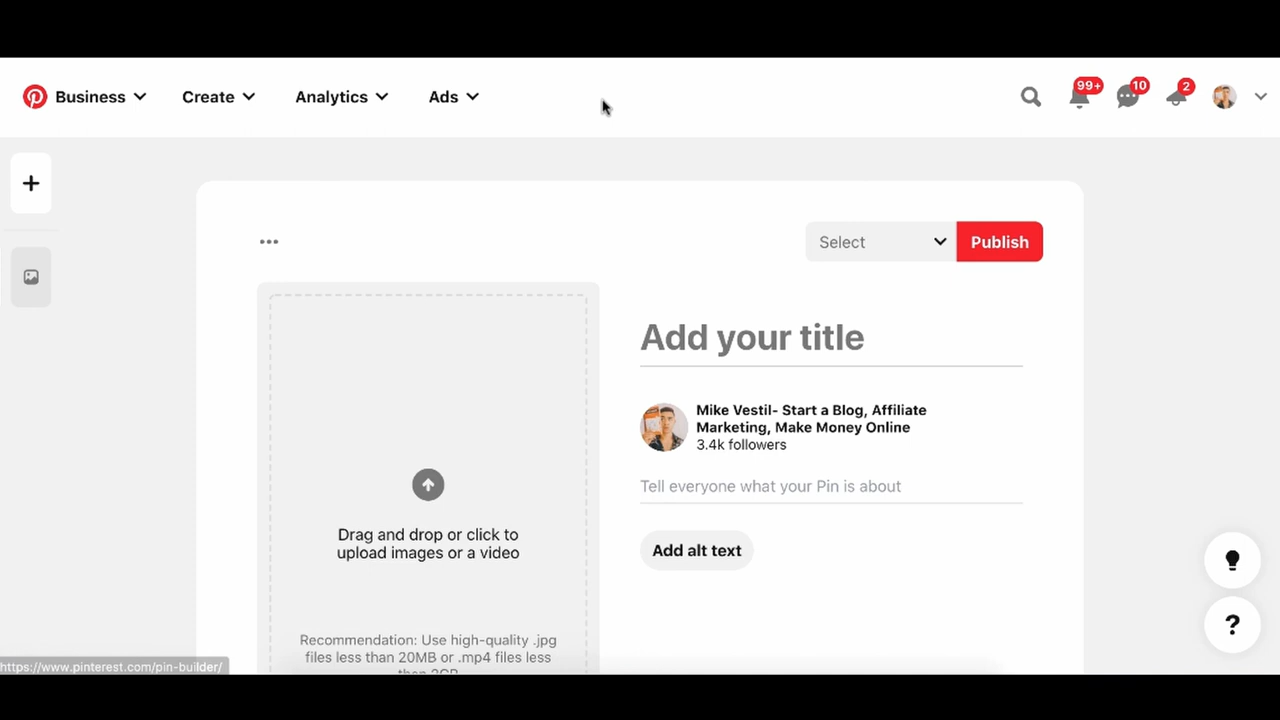 Business
Create
Analytics
Ads
99+
10
2
Select
Publish
Add your title
Mike Vestil- Start a Blog, Affiliate
Marketing, Make Money Online
3.4k followers
Tell everyone what your Pin is about
Add alt text
Drag and drop or click to
upload images or a video
Recommendation: Use high-quality .jpg
files less than 20MB or .mp4 files less
than 2GB
?
https://www.pinterest.com/pin-builder/